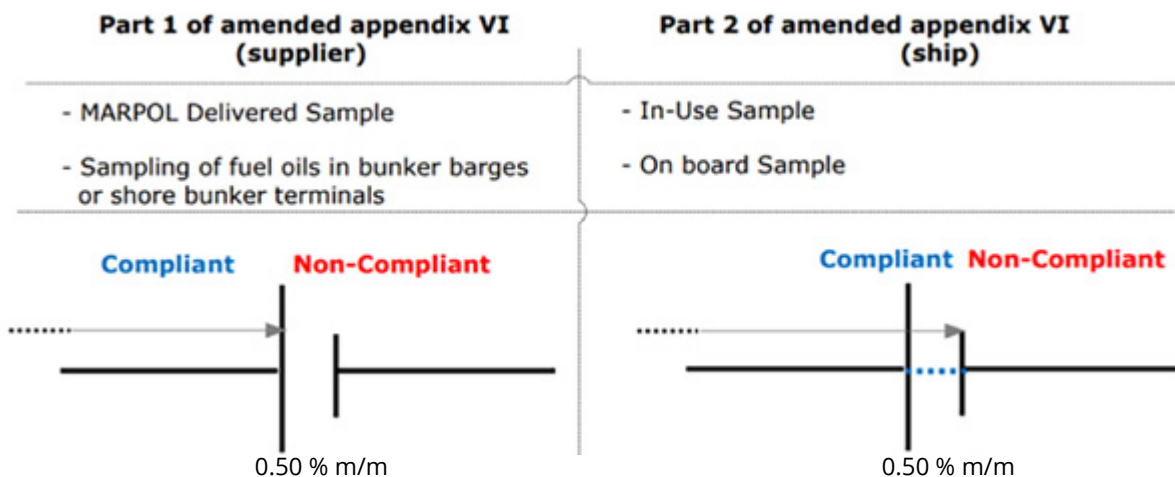 Part 1 of amended appendix VI
(supplier)
- MARPOL Delivered Sample
- Sampling of fuel oils in bunker barges
or shore bunker terminals
Compliant Non-Compliant
0.50 % m/m
Part 2 of amended appendix VI
(ship)
- In-Use Sample
- On board Sample
Compliant Non-Compliant
0.50 % m/m